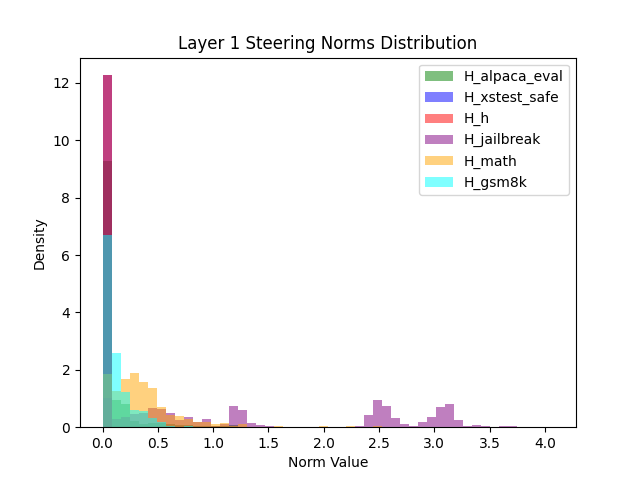 Layer 1 Steering Norms Distribution
H_alpaca_eval
H_xstest_safe
H_h
H_jailbreak
H_math
H_gsm8k
12
10
8
6
4
2
0
Density
0.0 0.5 1.0 1.5 2.0 2.5 3.0 3.5 4.0
Norm Value